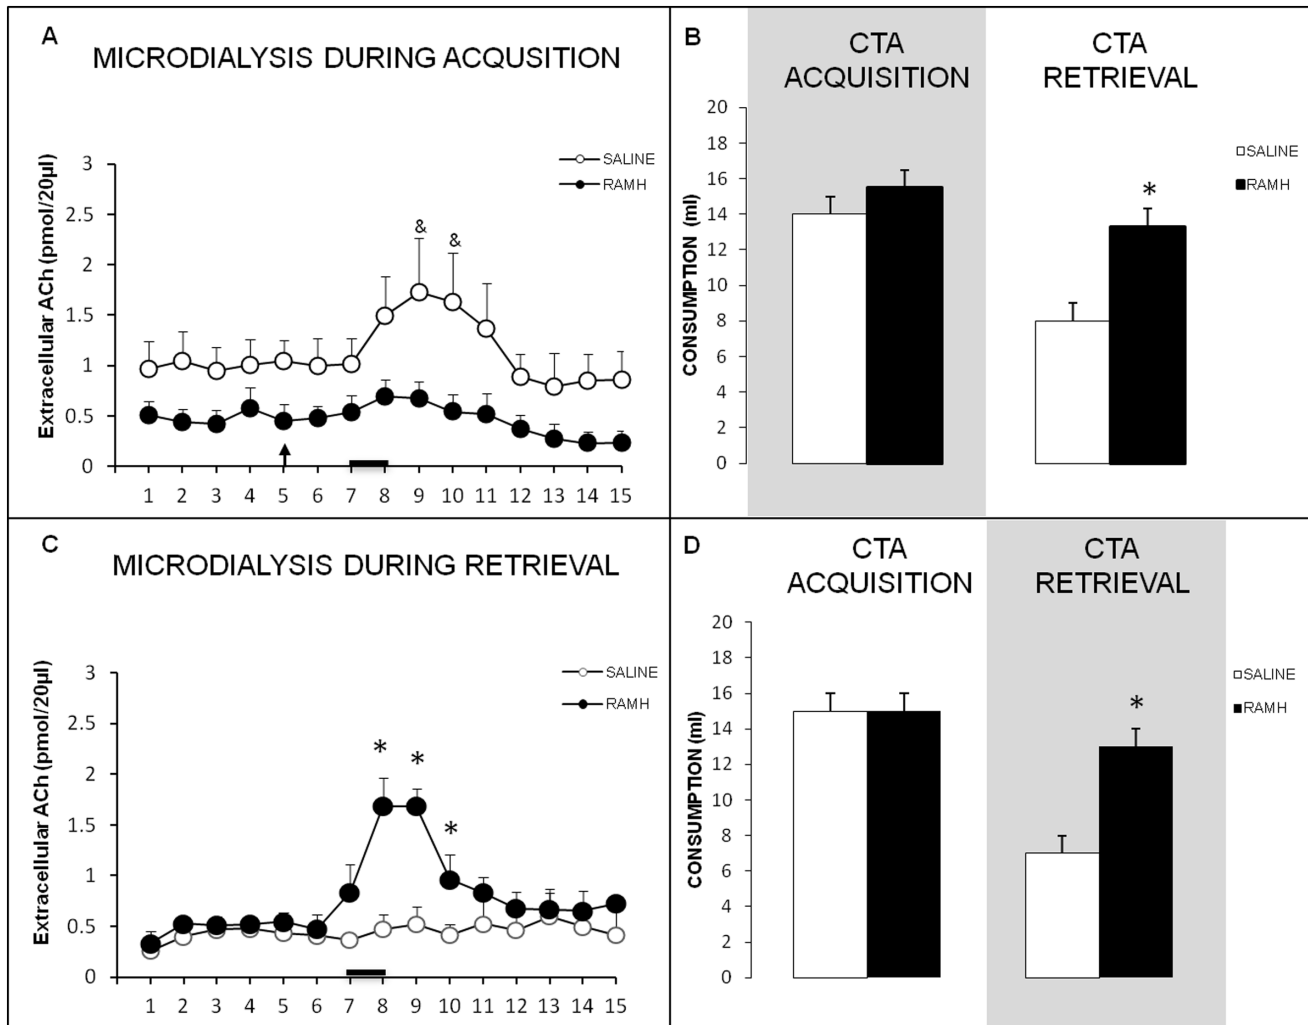 A
MICRODIALYSIS DURING ACQUSITION
Extracellular ACh (pmol/20µl)
3
2.5
2
1.5
1
0.5
0
SALINE
RAMH
& &
1 2 3 4 5 6 7 8 9 10 11 12 13 14 15
B
CTA
ACQUISITION
CTA
RETRIEVAL
CONSUMPTION (ml)
20
18
16
14
12
10
8
6
4
2
0
*
SALINE
RAMH
C
MICRODIALYSIS DURING RETRIEVAL
Extracellular ACh (pmol/20µl)
3
2.5
2
1.5
1
0.5
0
SALINE
RAMH
* * *
1 2 3 4 5 6 7 8 9 10 11 12 13 14 15
D
CTA
ACQUISITION
CTA
RETRIEVAL
CONSUMPTION (ml)
20
18
16
14
12
10
8
6
4
2
0
*
SALINE
RAMH